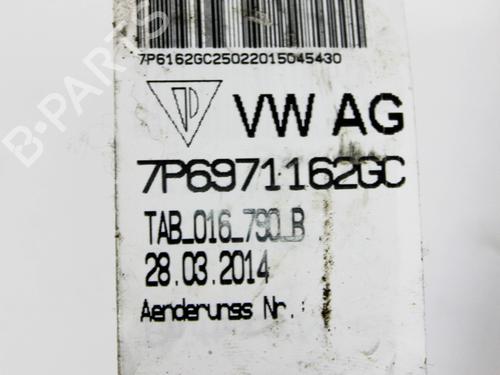 7P6162GC25022015045430
VW AG
7P6971162GC
TAB_016_790_B
28.03.2014
Aenderungs Nr.:
B-PARTS